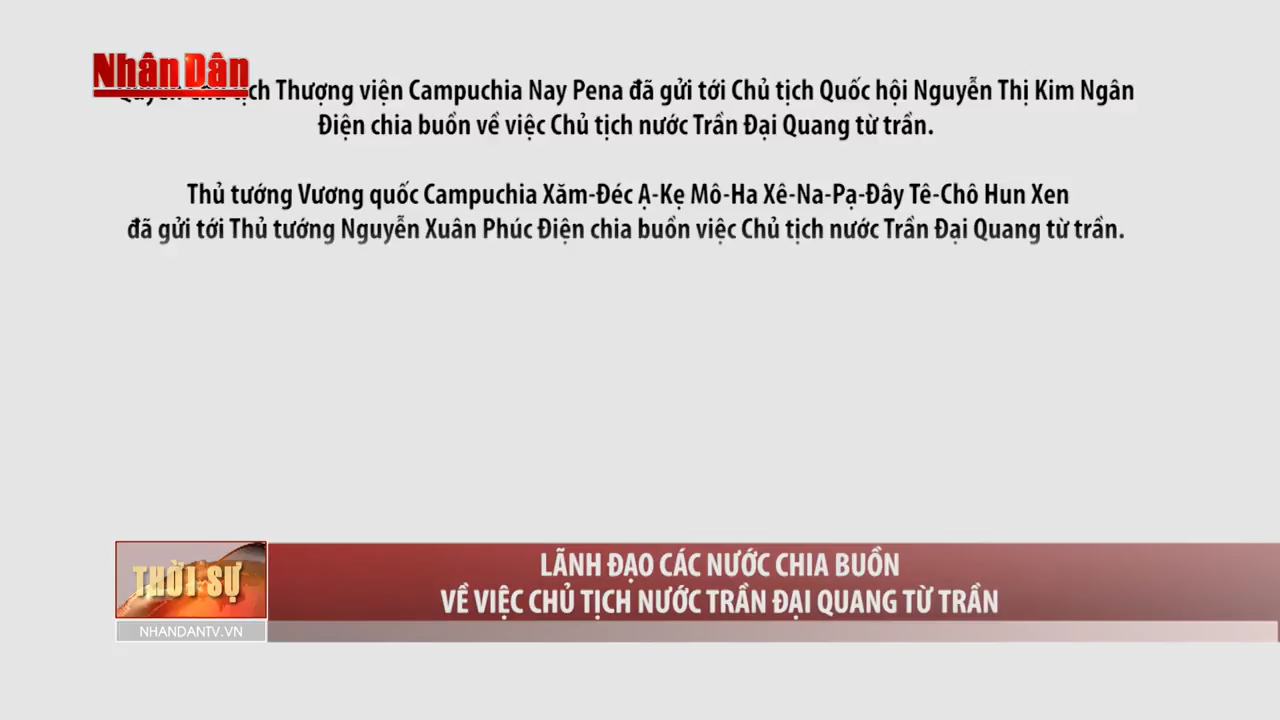 Nhân Dân
tịch Thượng viện Campuchia Nay Pena đã gửi tới Chủ tịch Quốc hội Nguyễn Thị Kim Ngân
Điện chia buồn về việc Chủ tịch nước Trần Đại Quang từ trần.
Thủ tướng Vương quốc Campuchia Xăm-Đéc Ạ-Kẹ Mô-Ha Xê-Na-Pạ-Đây Tê-Chô Hun Xen
đã gửi tới Thủ tướng Nguyễn Xuân Phúc Điện chia buồn việc Chủ tịch nước Trần Đại Quang từ trần.
THỜI SỰ
NHANDANTV.VN
LÃNH ĐẠO CÁC NƯỚC CHIA BUỒN
VỀ VIỆC CHỦ TỊCH NƯỚC TRẦN ĐẠI QUANG TỪ TRẦN